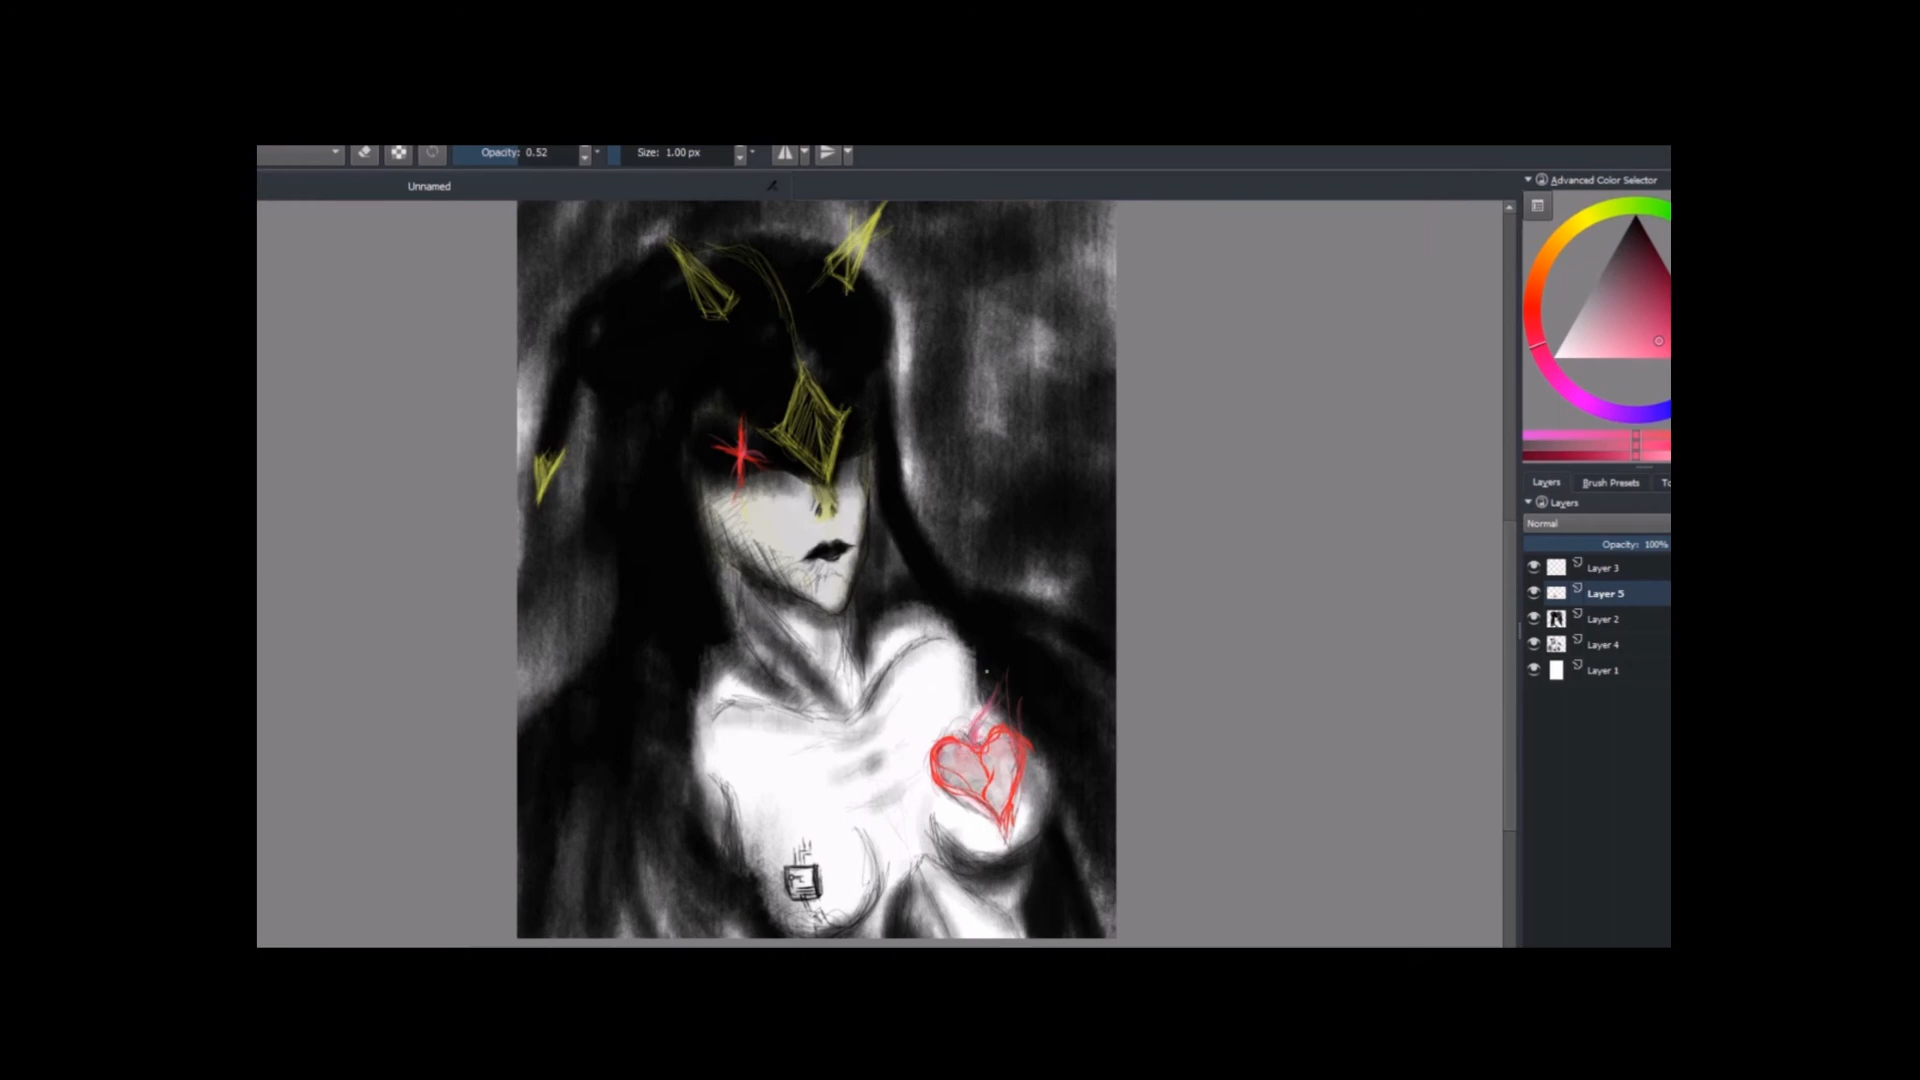 Opacity: 0.52
Size: 1.00 px
Unnamed
Advanced Color Selector
Layers
Brush Presets
Layers
Normal
Opacity: 100%
Layer 3
Layer 5
Layer 2
Layer 4
Layer 1